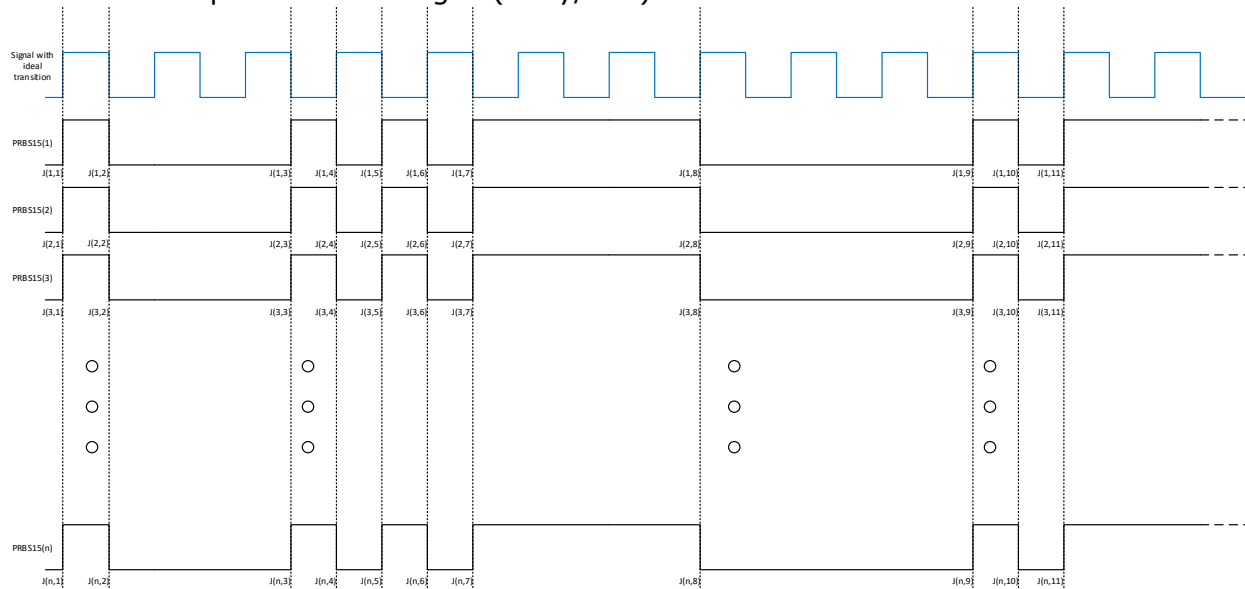 Signal with
ideal
transition
PRBS15(1)
J(1,1) J(1,2) J(1,3) J(1,4) J(1,5) J(1,6) J(1,7) J(1,8) J(1,9) J(1,10) J(1,11)
PRBS15(2)
J(2,1) J(2,2) J(2,3) J(2,4) J(2,5) J(2,6) J(2,7) J(2,8) J(2,9) J(2,10) J(2,11)
PRBS15(3)
J(3,1) J(3,2) J(3,3) J(3,4) J(3,5) J(3,6) J(3,7) J(3,8) J(3,9) J(3,10) J(3,11)
PRBS15(n)
J(n,1) J(n,2) J(n,3) J(n,4) J(n,5) J(n,6) J(n,7) J(n,8) J(n,9) J(n,10) J(n,11)